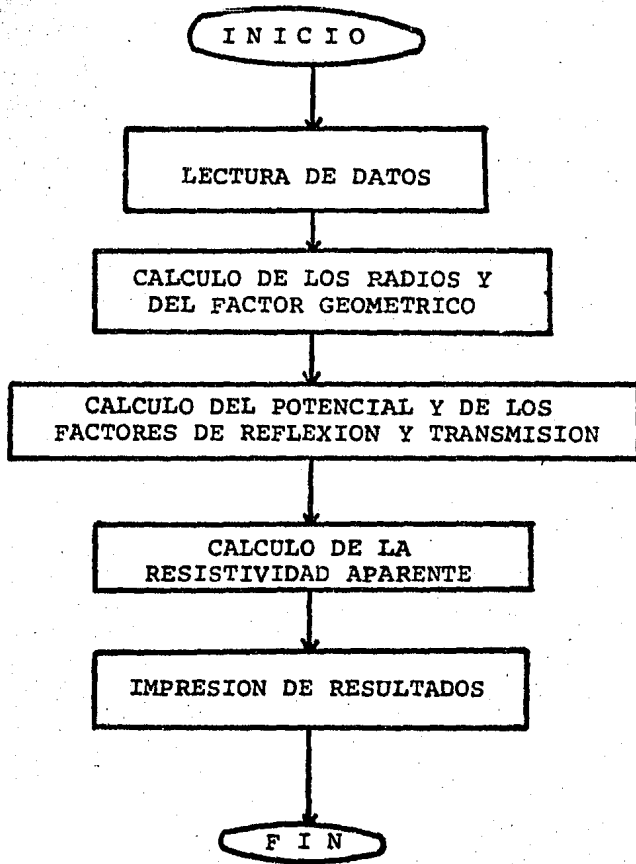 INICIO
LECTURA DE DATOS
CALCULO DE LOS RADIOS Y
DEL FACTOR GEOMETRICO
CALCULO DEL POTENCIAL Y DE LOS
FACTORES DE REFLEXION Y TRANSMISION
CALCULO DE LA
RESISTIVIDAD APARENTE
IMPRESION DE RESULTADOS
FIN